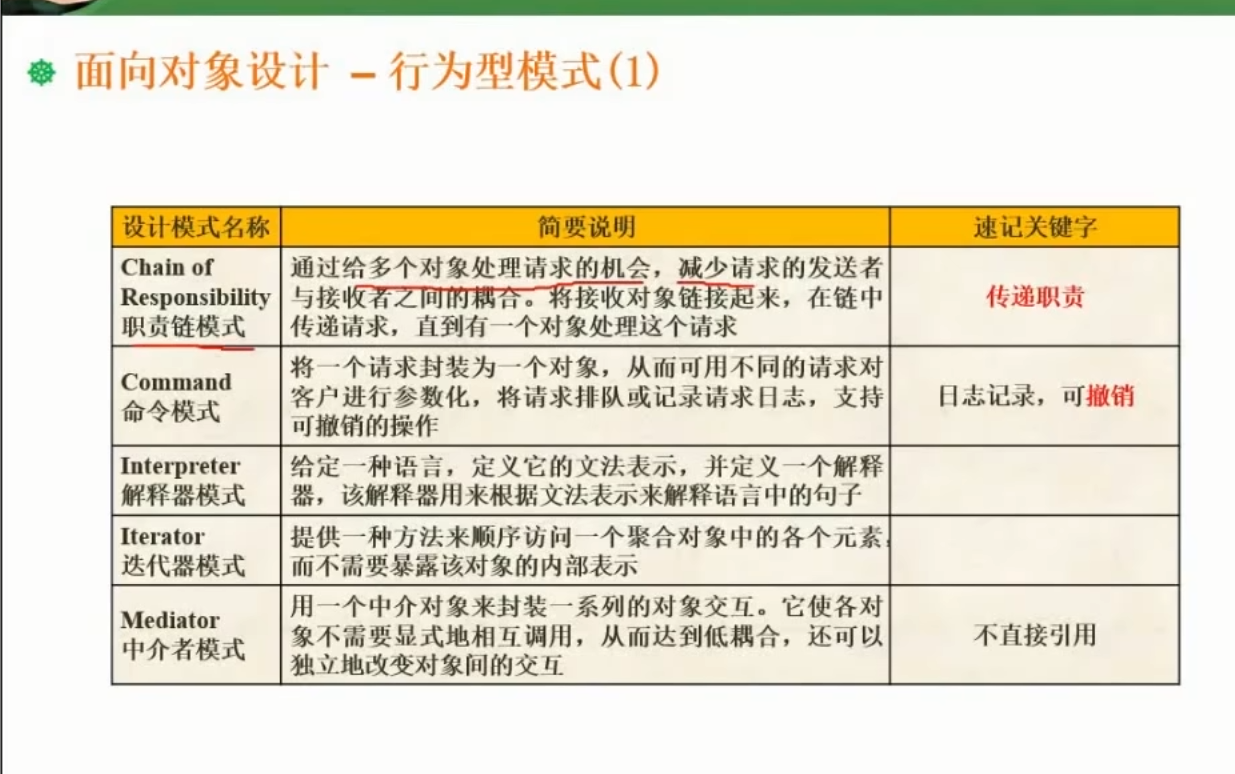 面向对象设计 – 行为型模式(1)
设计模式名称
简要说明
速记关键字
Chain of
Responsibility
职责链模式
通过给多个对象处理请求的机会，减少请求的发送者
与接收者之间的耦合。将接收对象链接起来，在链中
传递请求，直到有一个对象处理这个请求
传递职责
Command
命令模式
将一个请求封装为一个对象，从而可用不同的请求对
客户进行参数化，将请求排队或记录请求日志，支持
可撤销的操作
日志记录，可撤销
Interpreter
解释器模式
给定一种语言，定义它的文法表示，并定义一个解释
器，该解释器用来根据文法表示来解释语言中的句子
Iterator
迭代器模式
提供一种方法来顺序访问一个聚合对象中的各个元素，
而不需要暴露该对象的内部表示
Mediator
中介者模式
用一个中介对象来封装一系列的对象交互。它使各对
象不需要显式地相互调用，从而达到低耦合，还可以
独立地改变对象间的交互
不直接引用